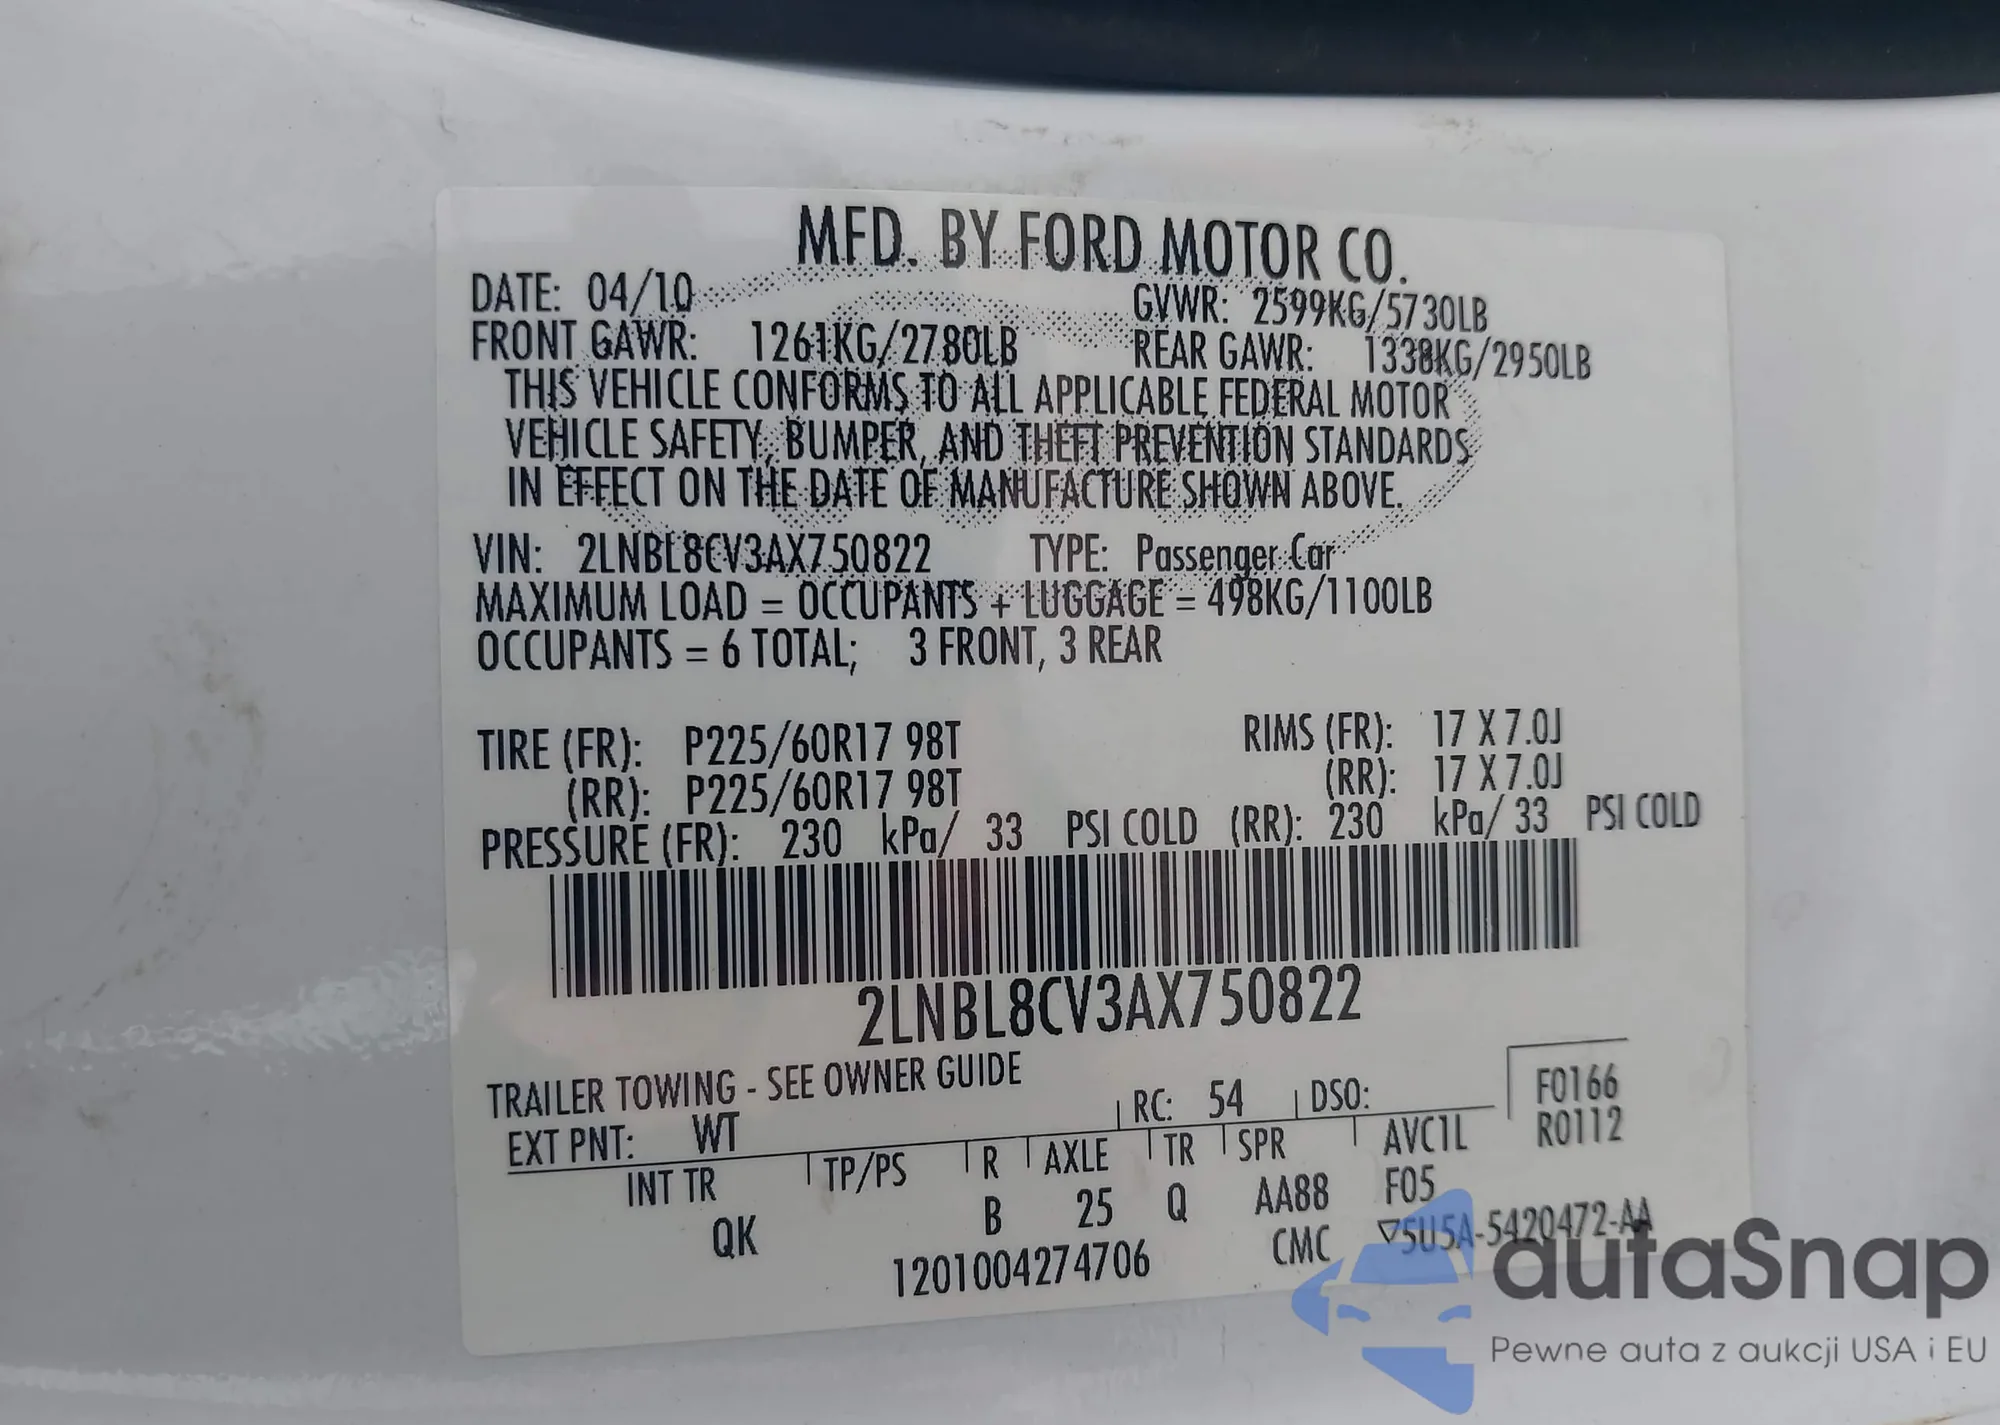 MFD. BY FORD MOTOR CO.
DATE: 04/10 GVWR: 2599KG/5730LB
FRONT GAWR: 1261KG/2780LB REAR GAWR: 1338KG/2950LB
THIS VEHICLE CONFORMS TO ALL APPLICABLE FEDERAL MOTOR
VEHICLE SAFETY, BUMPER, AND THEFT PREVENTION STANDARDS
IN EFFECT ON THE DATE OF MANUFACTURE SHOWN ABOVE.
VIN: 2LNBL8CV3AX750822 TYPE: Passenger Car
MAXIMUM LOAD = OCCUPANTS + LUGGAGE = 498KG/1100LB
OCCUPANTS = 6 TOTAL; 3 FRONT, 3 REAR
TIRE (FR): P225/60R17 98T RIMS (FR): 17 X 7.0J
(RR): P225/60R17 98T (RR): 17 X 7.0J
PRESSURE (FR): 230 kPa/ 33 PSI COLD (RR): 230 kPa/ 33 PSI COLD
2LNBL8CV3AX750822
TRAILER TOWING - SEE OWNER GUIDE
EXT PNT: WT RC: 54 DSO: F0166
R0112
INT TR TP/PS R AXLE TR SPR AVC1L
QK B 25 Q AA88 F05
1201004274706 CMC ▽5U5A-5420472-AA
autaSnap
Pewne auta z aukcji USA i EU